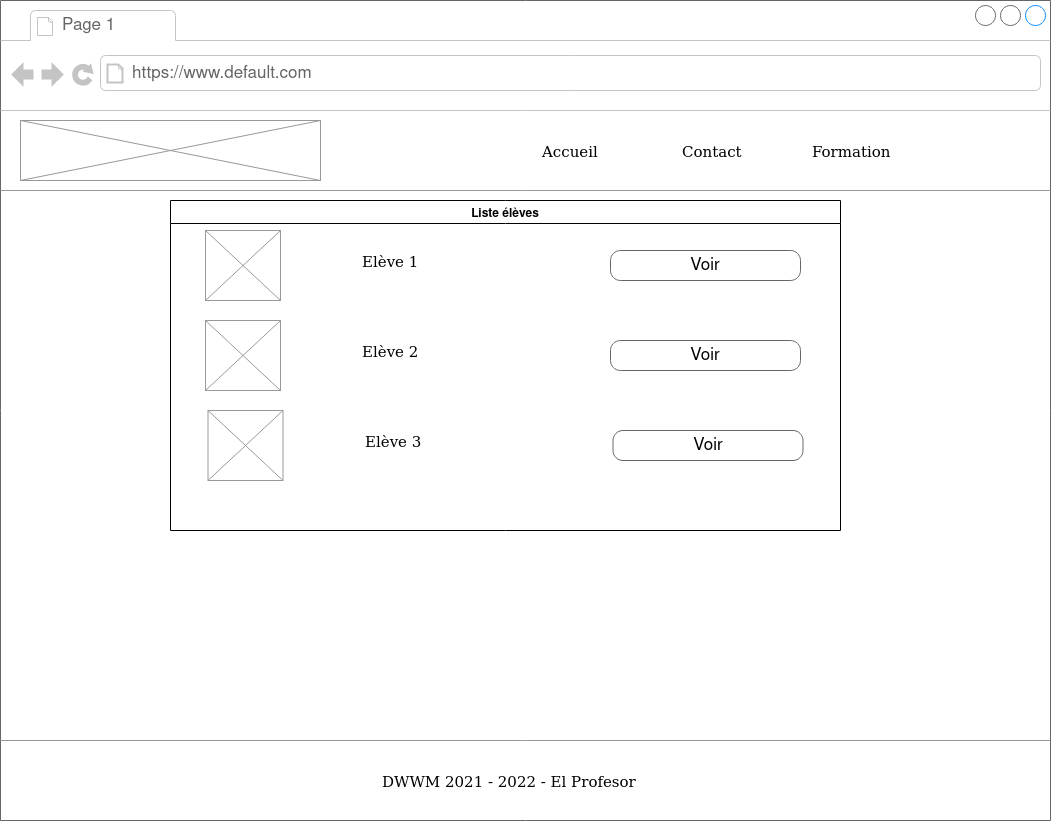 Page 1
https://www.default.com
Accueil Contact Formation
Liste élèves
Elève 1 Voir
Elève 2 Voir
Elève 3 Voir
DWWM 2021 - 2022 - El Profesor